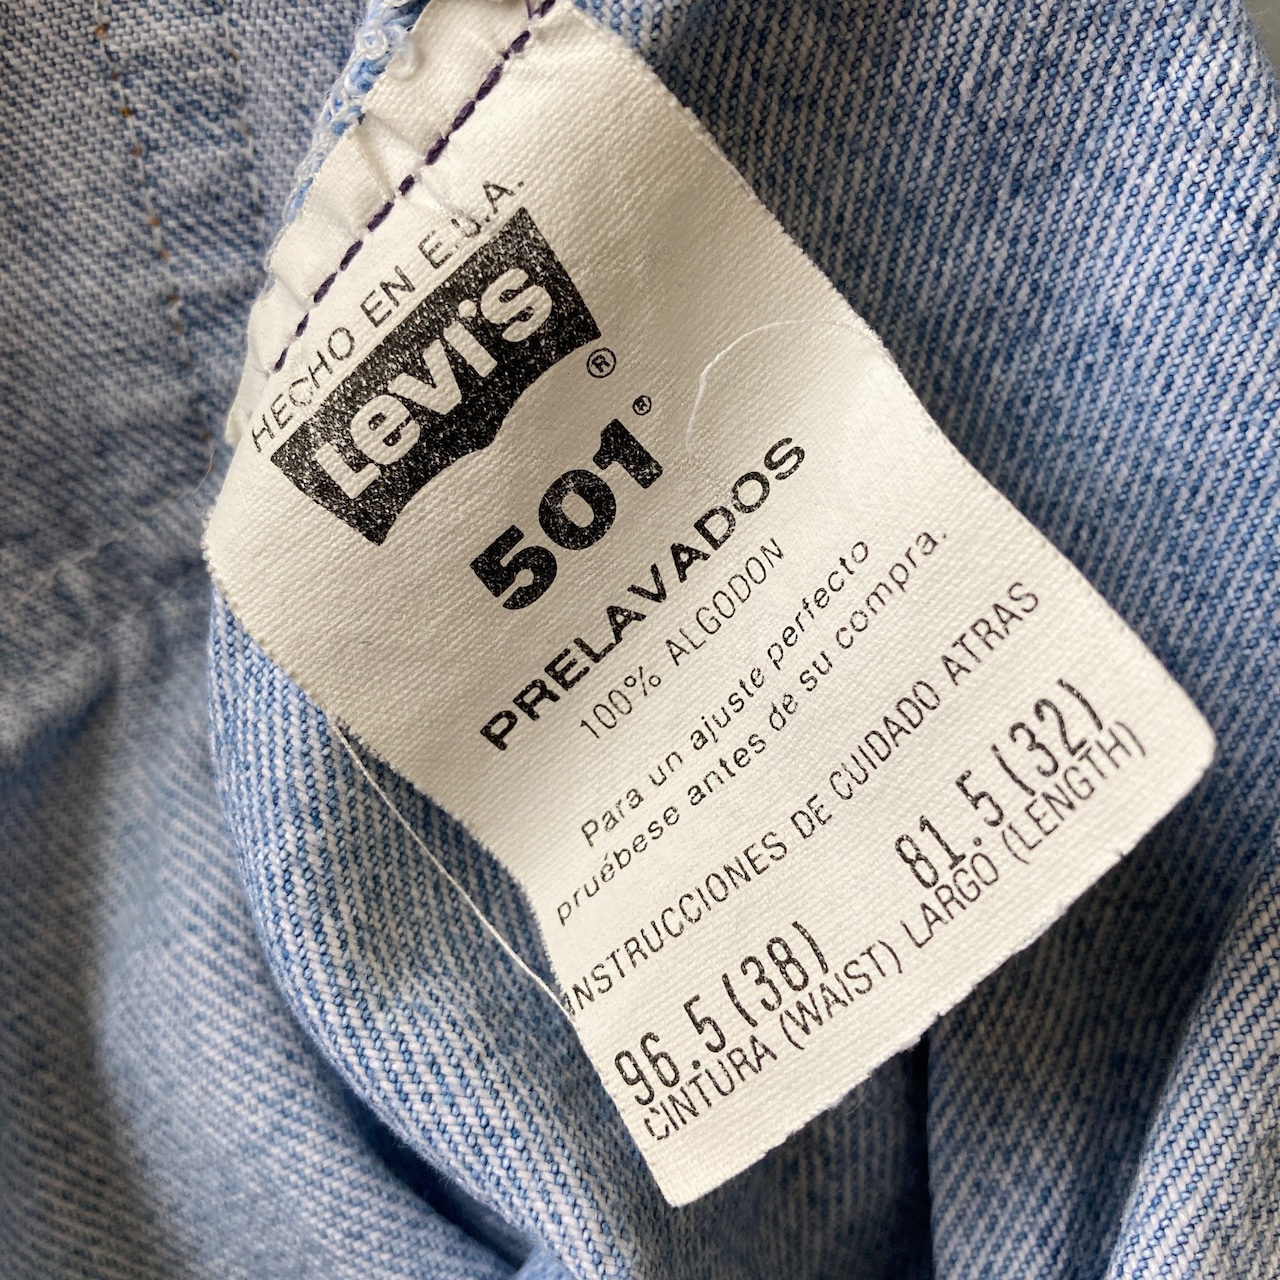 HECHO EN E.U.A.
Levi's®
501®
PRELAVADOS
100% ALGODON
Para un ajuste perfecto
pruébese antes de su compra.
INSTRUCCIONES DE CUIDADO ATRAS
96.5(38) 81.5(32)
CINTURA (WAIST) LARGO (LENGTH)